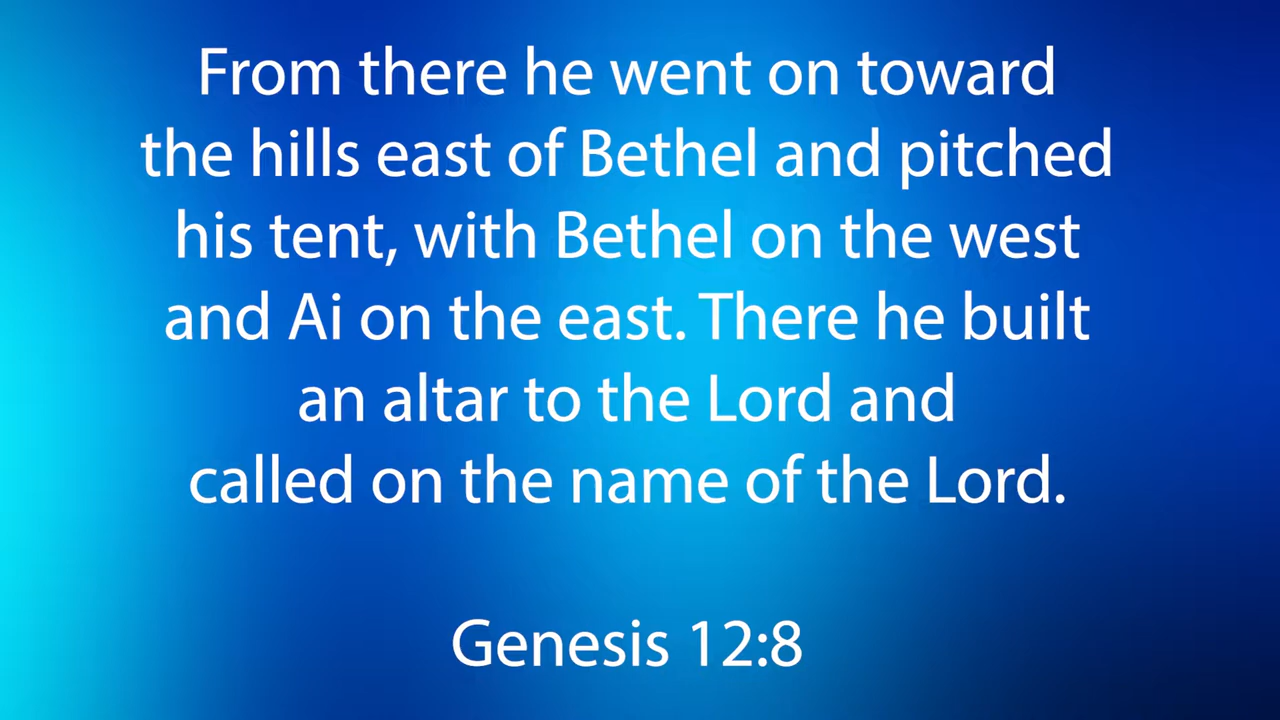 From there he went on toward
the hills east of Bethel and pitched
his tent, with Bethel on the west
and Ai on the east. There he built
an altar to the Lord and
called on the name of the Lord.
Genesis 12:8